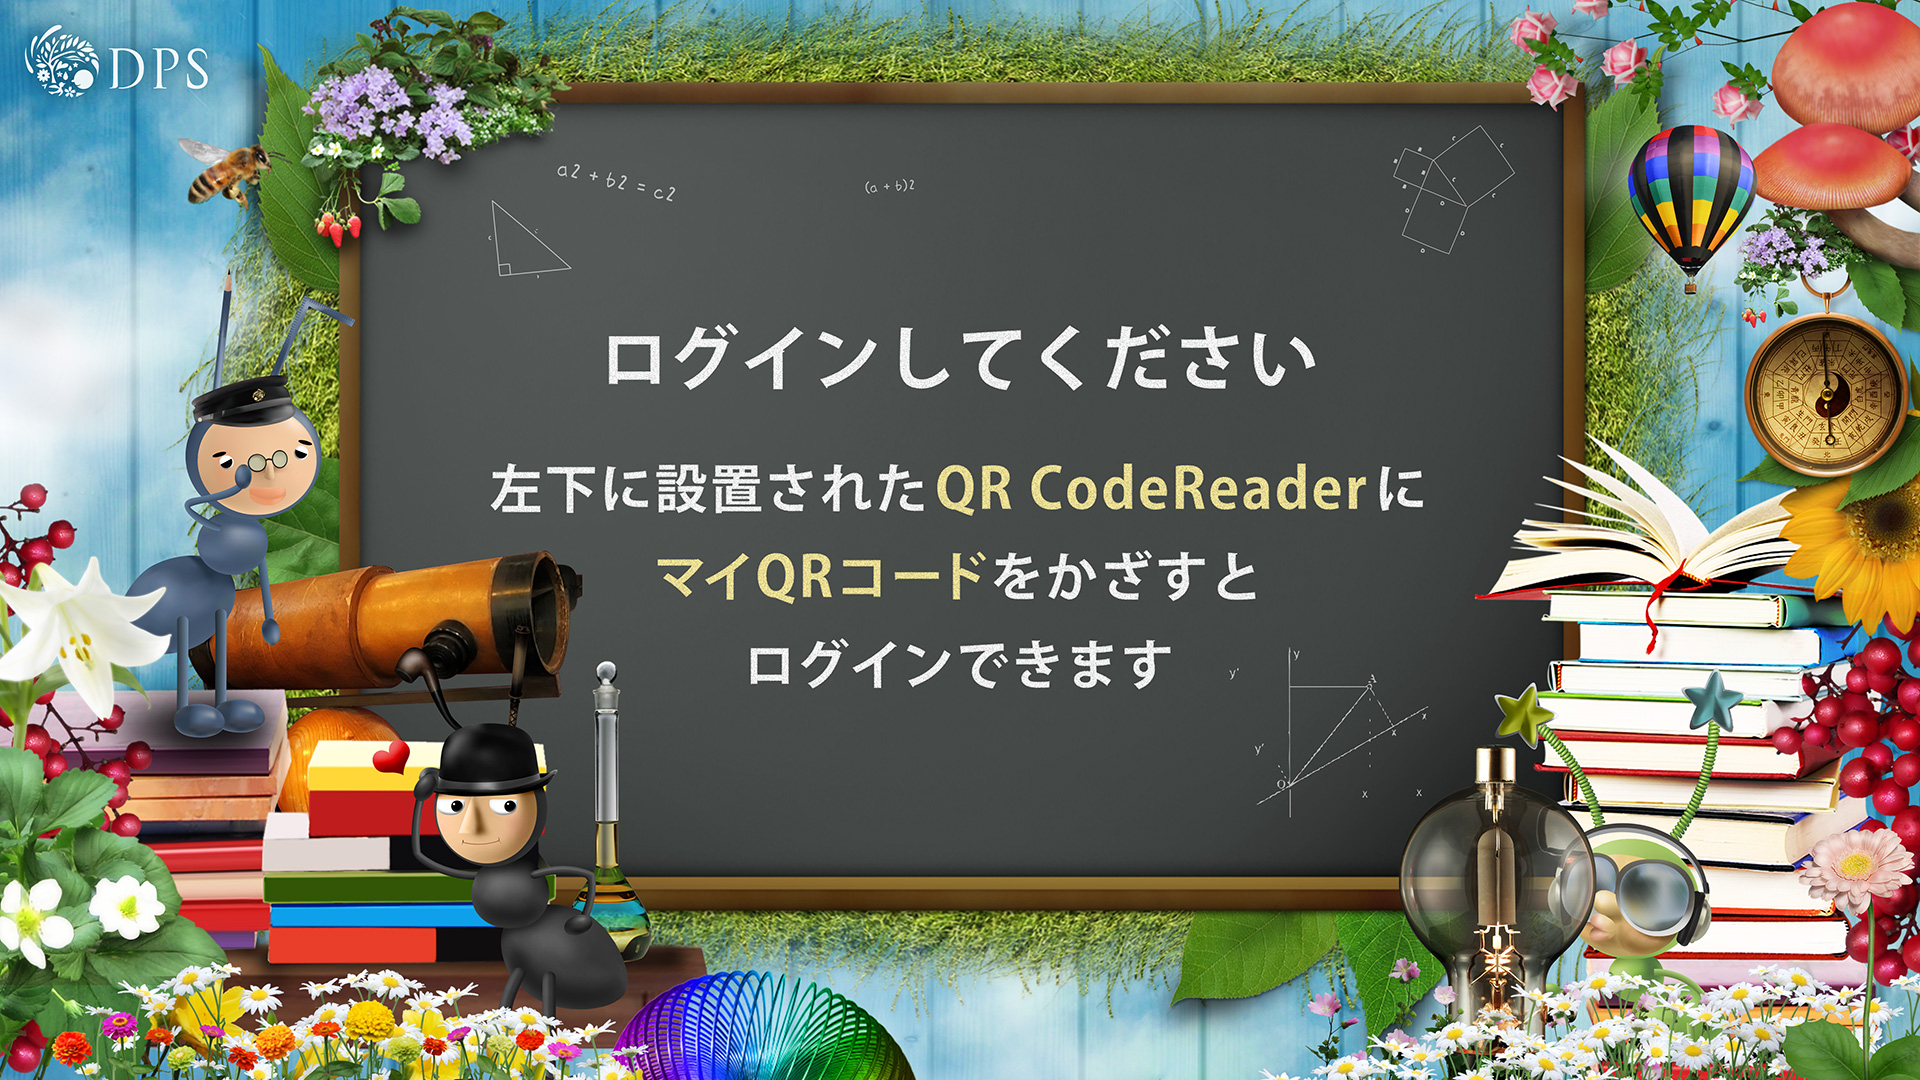 DPS
a2 + b2 = c2
(a + b)2
ログインしてください
左下に設置されたQR CodeReaderに
マイQRコードをかざすと
ログインできます
y
y'
A
x
x
y'
O
x
x